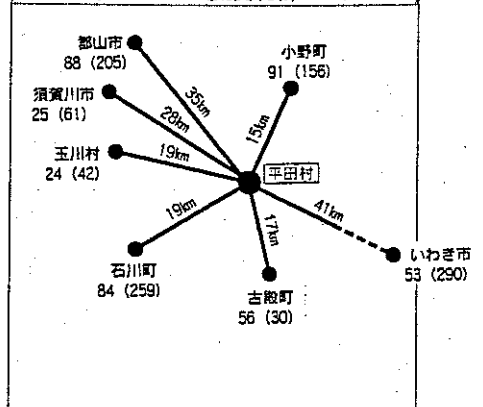 郡山市
88 (205)
小野町
91 (156)
須賀川市
25 (61)
35km
28km
15km
玉川村
24 (42)
19km
平田村
19km
41km
17km
いわき市
53 (290)
石川町
84 (259)
古殿町
56 (30)